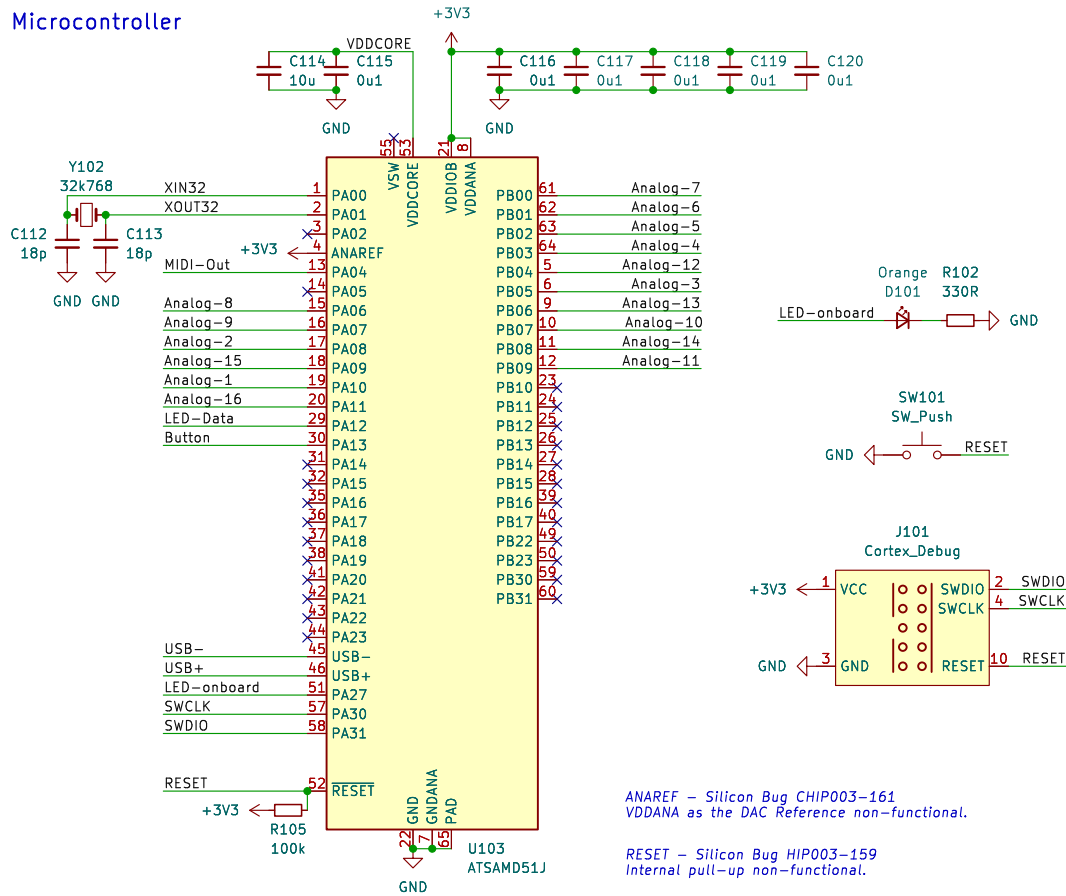 Microcontroller
+3V3
VDDCORE
C114
10u
C115
0u1
C116
0u1
C117
0u1
C118
0u1
C119
0u1
C120
0u1
GND
GND
55
53
21
8
VSW
VDDCORE
VDDIOB
VDDANA
Y102
32k768
C112
18p
C113
18p
GND
GND
XIN32
1
PA00
XOUT32
2
PA01
3
PA02
+3V3
4
ANAREF
MIDI-Out
13
PA04
14
PA05
Analog-8
15
PA06
Analog-9
16
PA07
Analog-2
17
PA08
Analog-15
18
PA09
Analog-1
19
PA10
Analog-16
20
PA11
LED-Data
29
PA12
Button
30
PA13
31
PA14
32
PA15
35
PA16
36
PA17
37
PA18
38
PA19
41
PA20
42
PA21
43
PA22
44
PA23
USB-
45
USB-
USB+
46
USB+
LED-onboard
51
PA27
SWCLK
57
PA30
SWDIO
58
PA31
RESET
52
RESET
+3V3
R105
100k
PB00
61
Analog-7
PB01
62
Analog-6
PB02
63
Analog-5
PB03
64
Analog-4
PB04
5
Analog-12
PB05
6
Analog-3
PB06
9
Analog-13
PB07
10
Analog-10
PB08
11
Analog-14
PB09
12
Analog-11
PB10
23
PB11
24
PB12
25
PB13
26
PB14
27
PB15
28
PB16
39
PB17
40
PB22
49
PB23
50
PB30
59
PB31
60
GND
GNDANA
PAD
22
7
65
GND
U103
ATSAMD51J
Orange
D101
R102
330R
LED-onboard
GND
SW101
SW_Push
GND
RESET
J101
Cortex_Debug
+3V3
1
VCC
SWDIO
2
SWDIO
SWCLK
4
SWCLK
GND
3
GND
RESET
10
RESET
ANAREF - Silicon Bug CHIP003-161
VDDANA as the DAC Reference non-functional.
RESET - Silicon Bug HIP003-159
Internal pull-up non-functional.